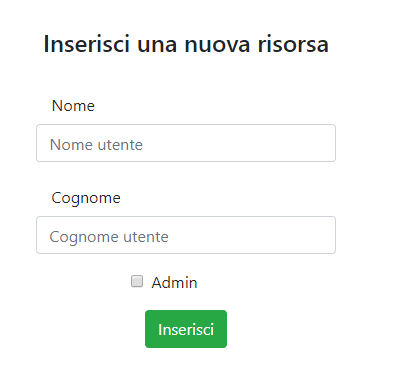 Inserisci una nuova risorsa
Nome
Nome utente
Cognome
Cognome utente
Admin
Inserisci